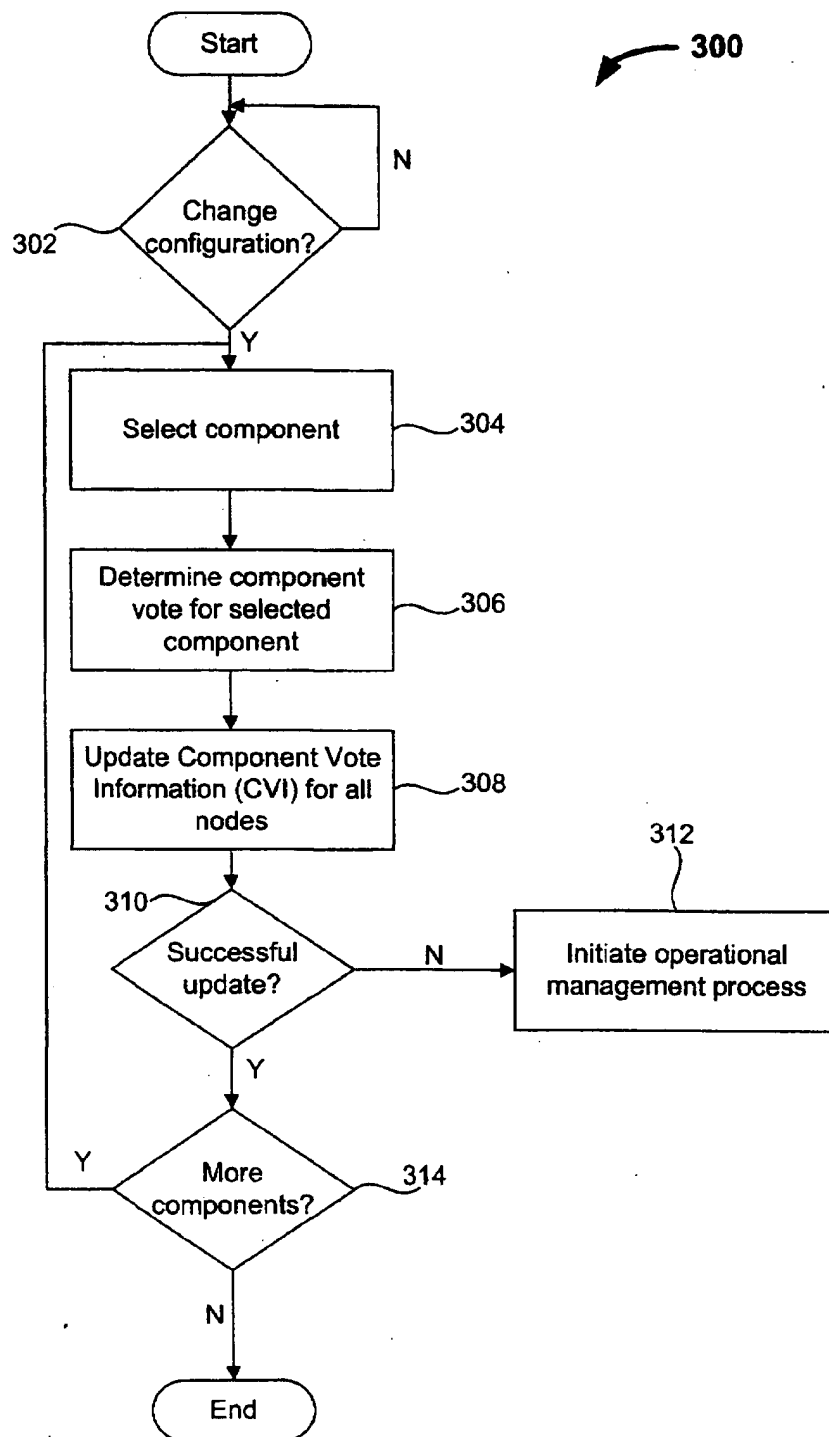 Start
300
N
Change
configuration?
302
Y
Select component
304
Determine component
vote for selected
component
306
Update Component Vote
Information (CVI) for all
nodes
308
312
310
Successful
update?
N
Initiate operational
management process
Y
Y
More
components?
314
N
End